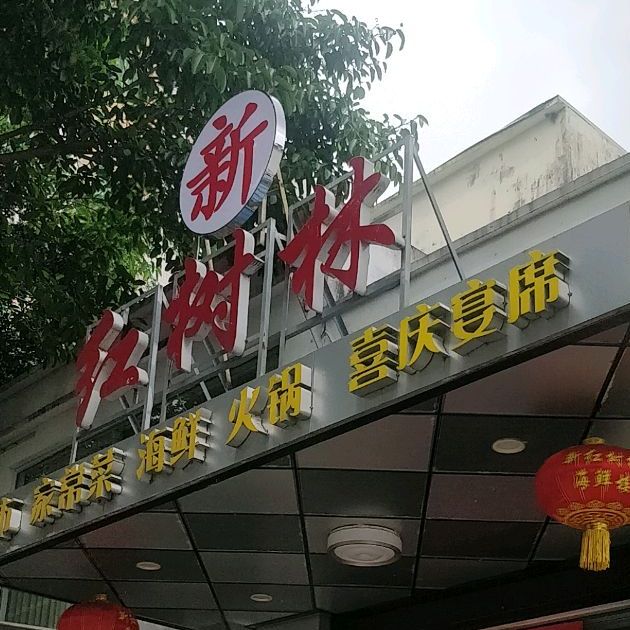 新
红树林
家常菜 海鲜 火锅 喜庆宴席
新红树
海鲜楼